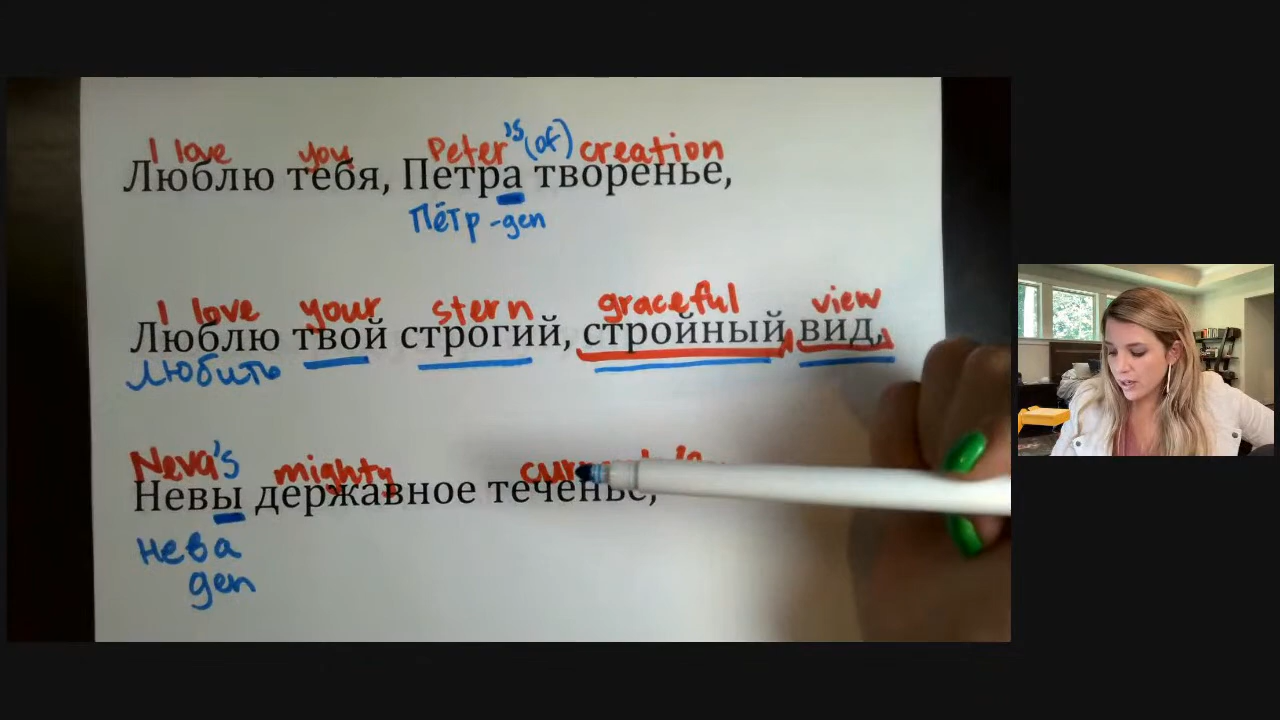 I love you Peter's (of) creation
Люблю тебя, Петра творенье,
Пётр -gen
I love your stern graceful view
Люблю твой строгий, стройный вид,
любить
Neva's mighty
Невы державное теченье,
нева
gen